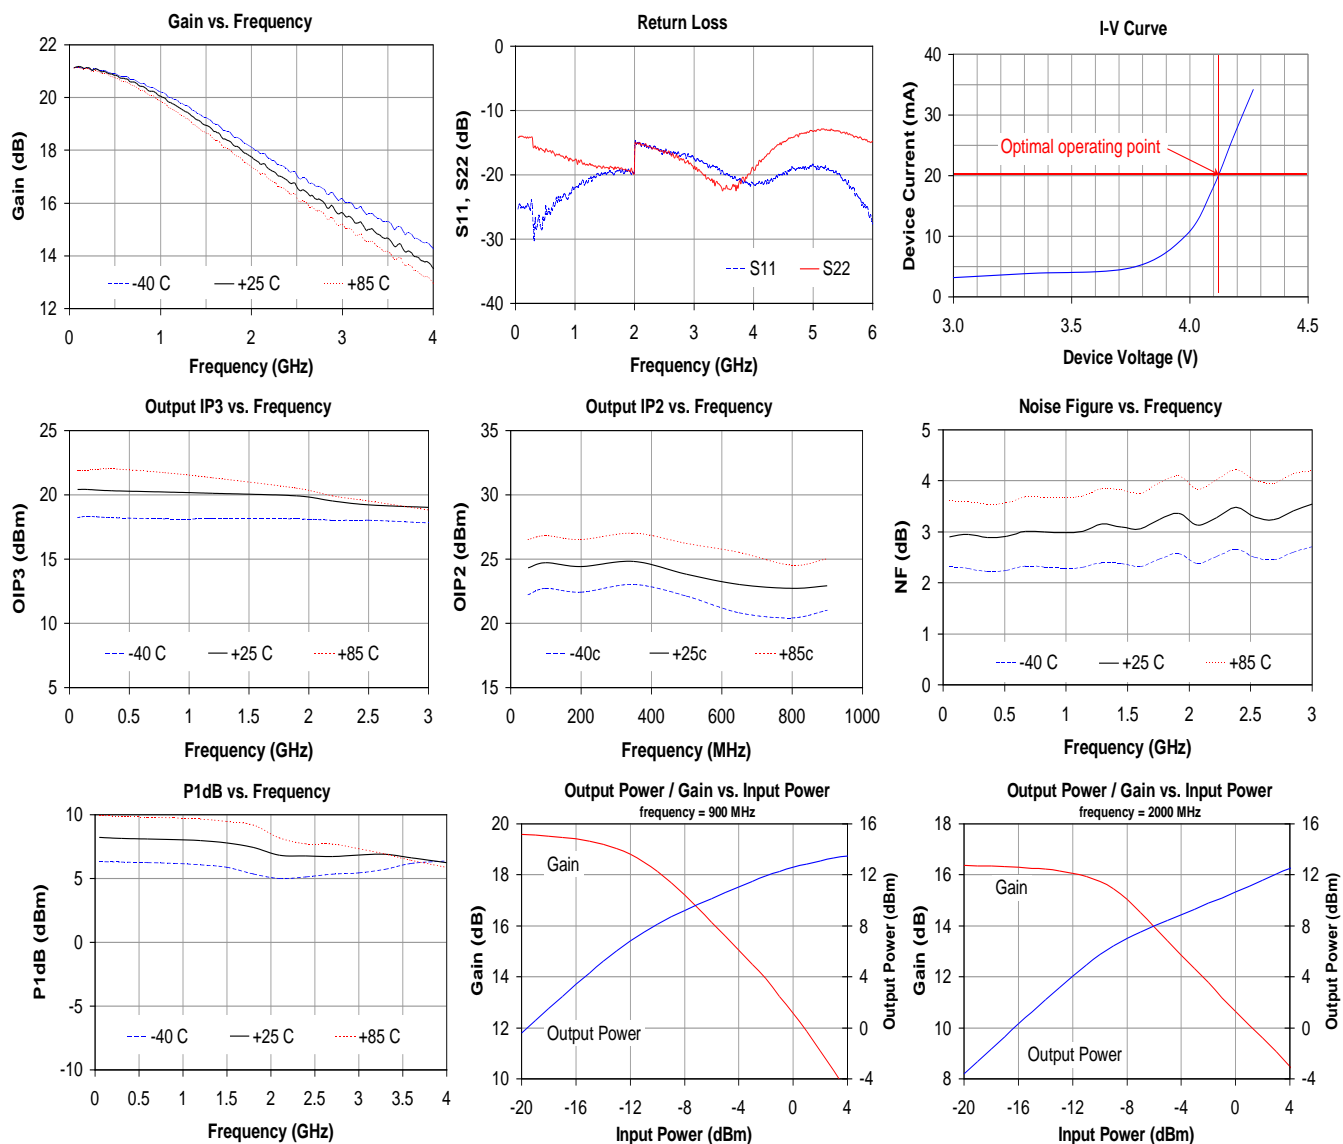 Gain vs. Frequency
Gain (dB)
22
20
18
16
14
12
-40 C
+25 C
+85 C
0
1
2
3
4
Frequency (GHz)
Return Loss
S11, S22 (dB)
0
-10
-20
-30
-40
S11
S22
0
1
2
3
4
5
6
Frequency (GHz)
I-V Curve
Device Current (mA)
40
30
20
10
0
Optimal operating point
3.0
3.5
4.0
4.5
Device Voltage (V)
Output IP3 vs. Frequency
OIP3 (dBm)
25
20
15
10
5
-40 C
+25 C
+85 C
0
0.5
1
1.5
2
2.5
3
Frequency (GHz)
Output IP2 vs. Frequency
OIP2 (dBm)
35
30
25
20
15
-40c
+25c
+85c
0
200
400
600
800
1000
Frequency (MHz)
Noise Figure vs. Frequency
NF (dB)
5
4
3
2
1
0
-40 C
+25 C
+85 C
0
0.5
1
1.5
2
2.5
3
Frequency (GHz)
P1dB vs. Frequency
P1dB (dBm)
10
5
0
-5
-10
-40 C
+25 C
+85 C
0
0.5
1
1.5
2
2.5
3
3.5
4
Frequency (GHz)
Output Power / Gain vs. Input Power
frequency = 900 MHz
Gain (dB)
20
18
16
14
12
10
Gain
Output Power
16
12
8
4
0
-4
Output Power (dBm)
-20
-16
-12
-8
-4
0
4
Input Power (dBm)
Output Power / Gain vs. Input Power
frequency = 2000 MHz
Gain (dB)
18
16
14
12
10
8
Gain
Output Power
16
12
8
4
0
-4
Output Power (dBm)
-20
-16
-12
-8
-4
0
4
Input Power (dBm)